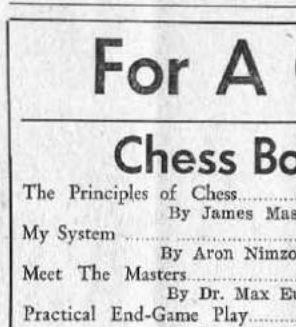 For A
Chess Bo
The Principles of Chess..............
By James Mas
My System ..............................
By Aron Nimzo
Meet The Masters......................
By Dr. Max Eu
Practical End-Game Play..........